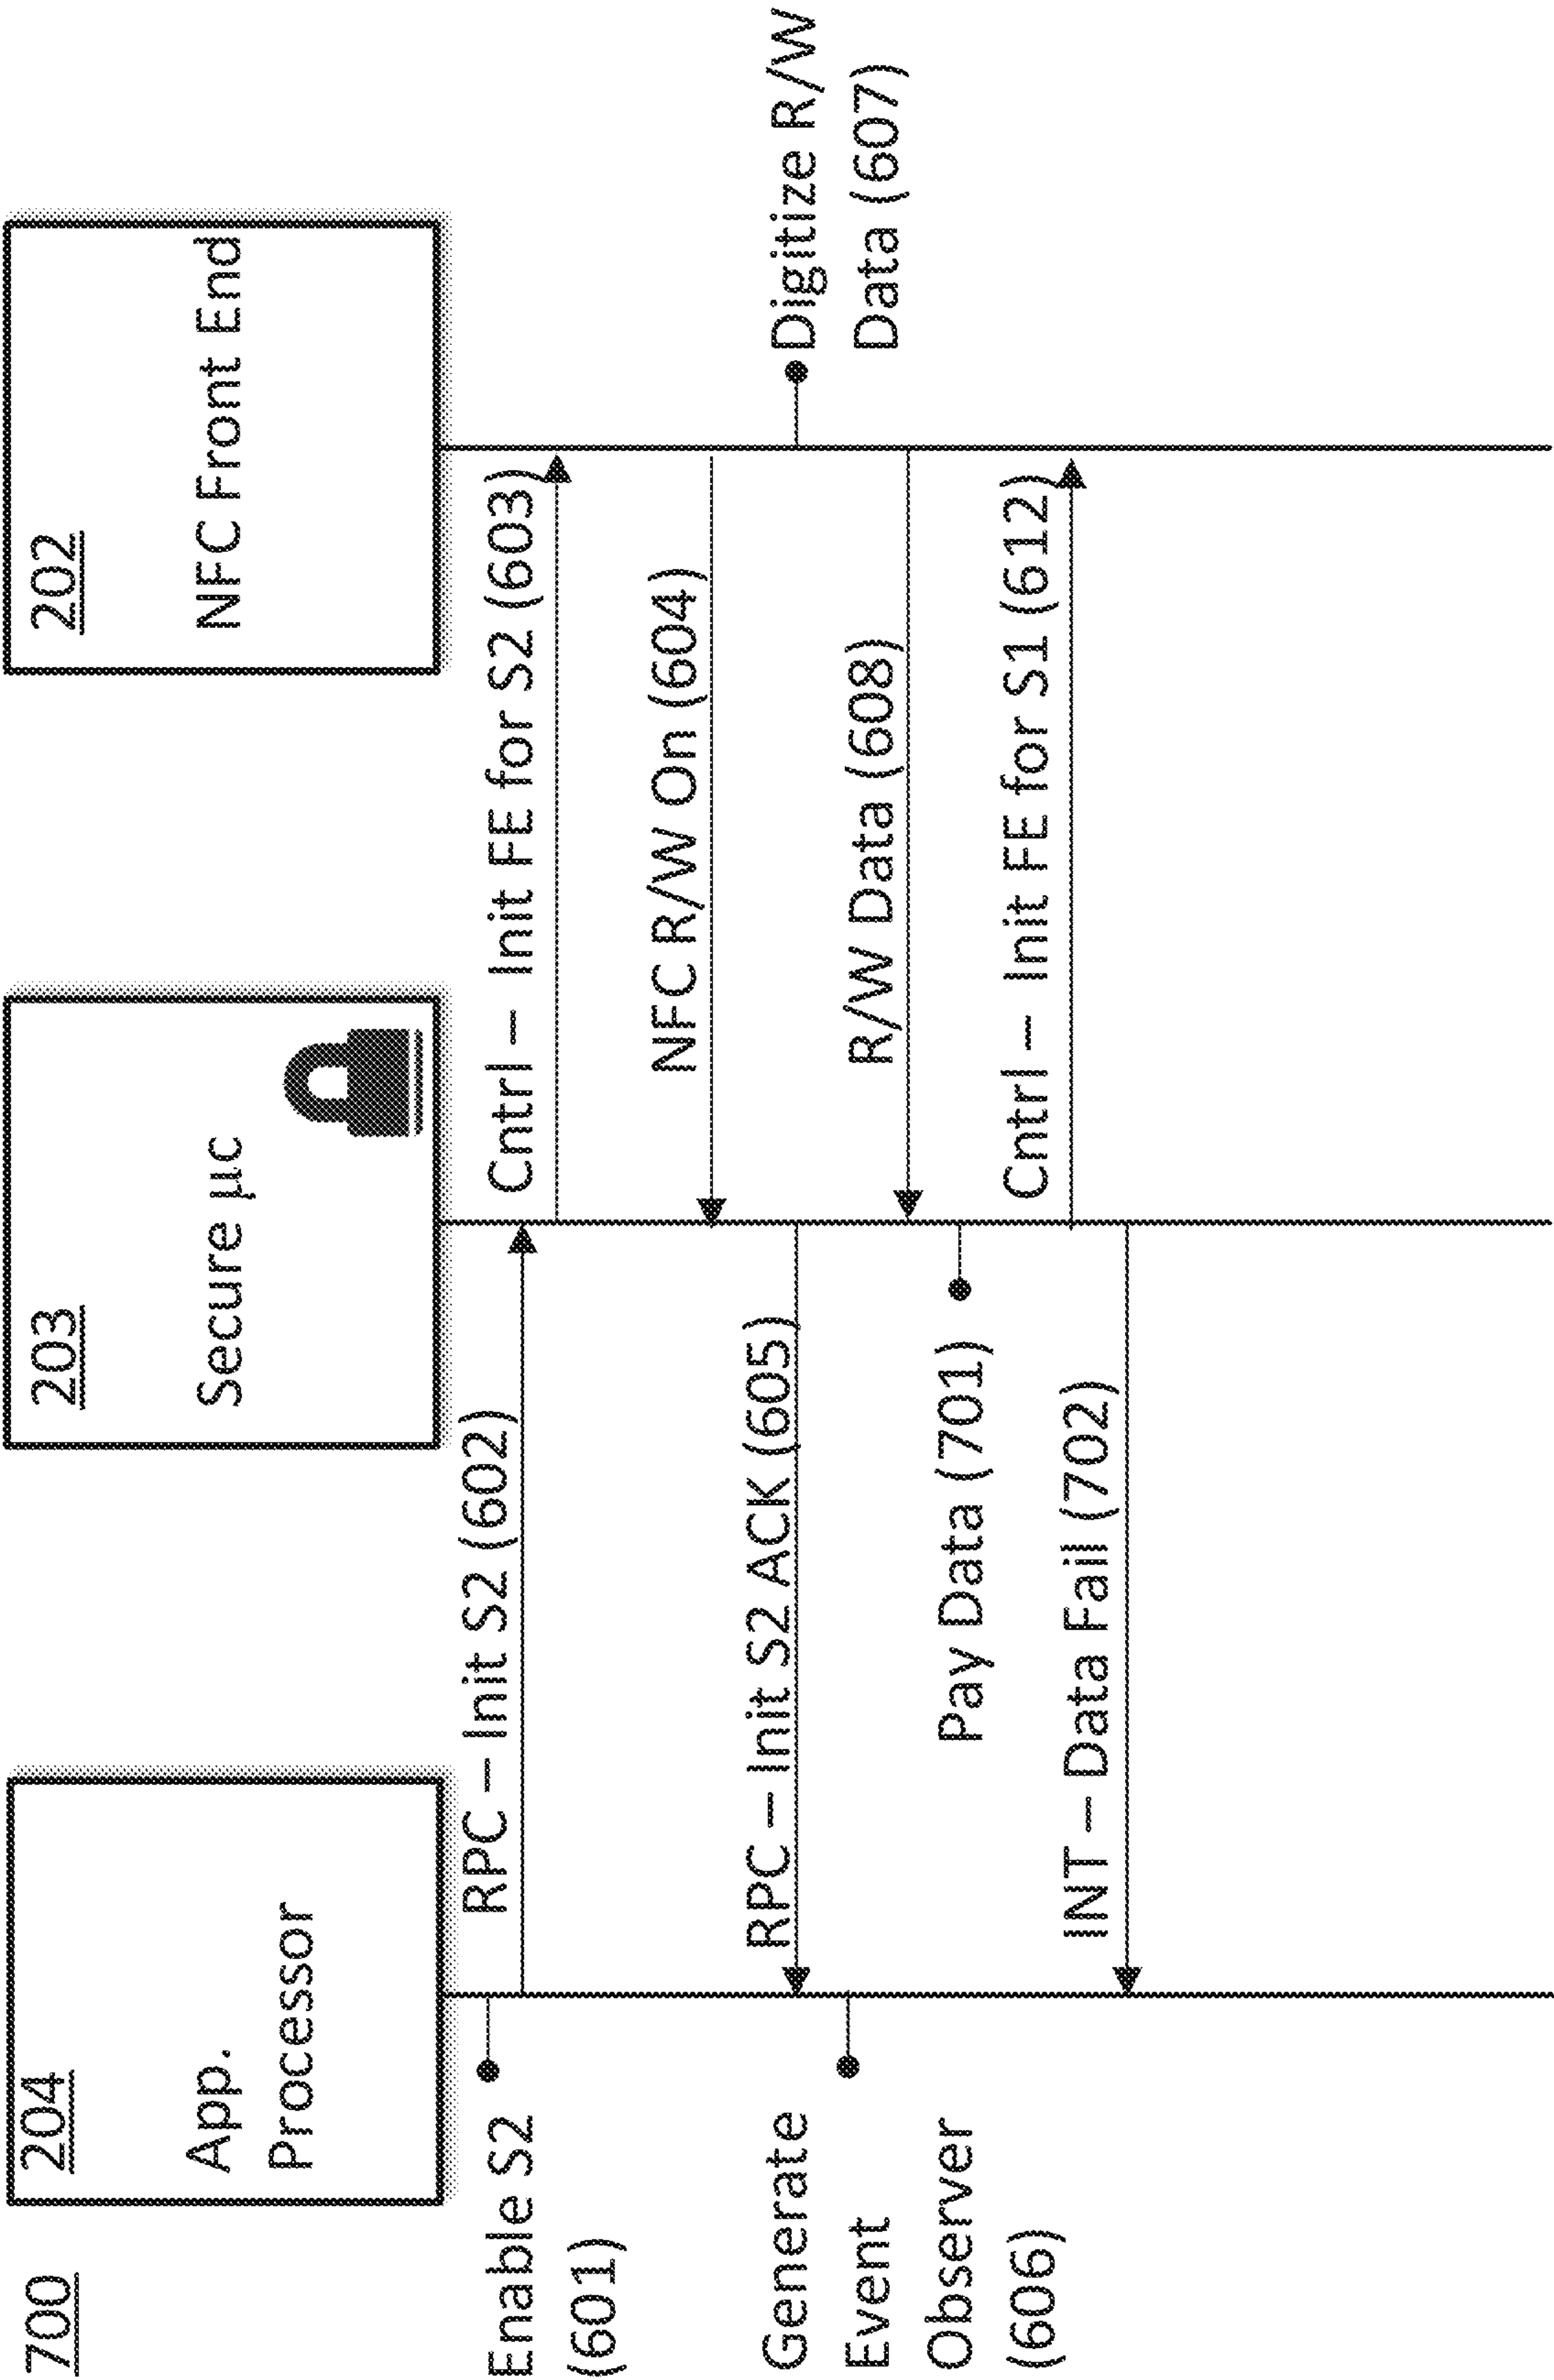 700
204
App.
Processor
203
Secure µc
202
NFC Front End
Enable S2
(601)
RPC – Init S2 (602)
Cntrl – Init FE for S2 (603)
NFC R/W On (604)
RPC – Init S2 ACK (605)
Generate
Event
Observer
(606)
Digitize R/W
Data (607)
R/W Data (608)
Pay Data (701)
Cntrl – Init FE for S1 (612)
INT – Data Fail (702)